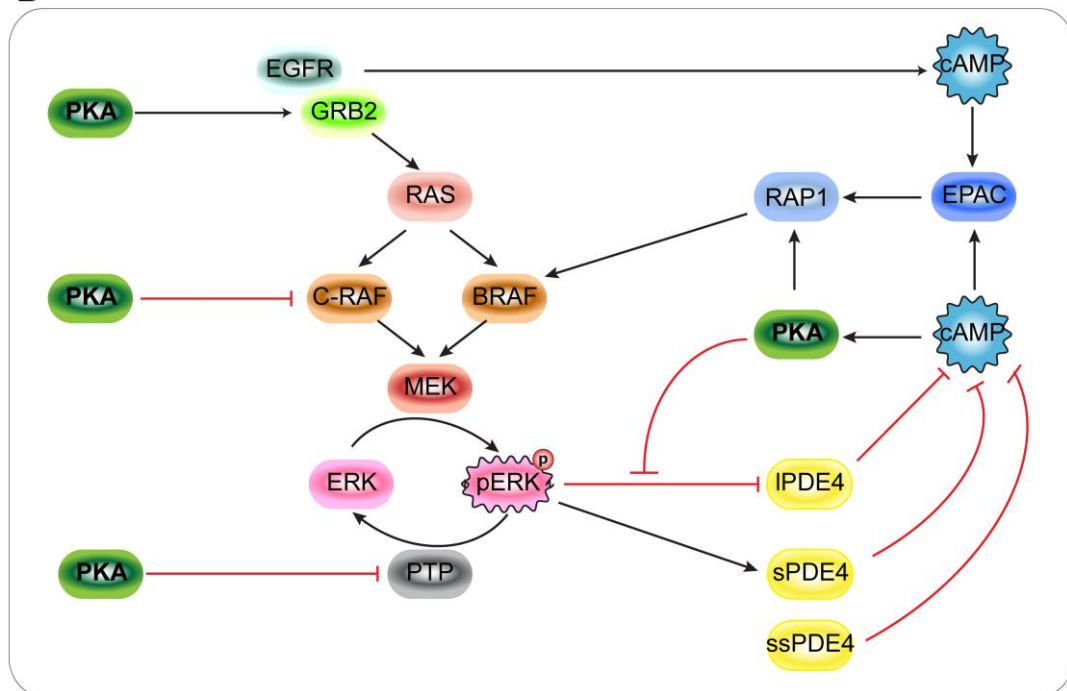 EGFR
cAMP
PKA
GRB2
RAS
RAP1
EPAC
PKA
C-RAF
BRAF
PKA
cAMP
MEK
p
ERK
pERK
lPDE4
PKA
PTP
sPDE4
ssPDE4